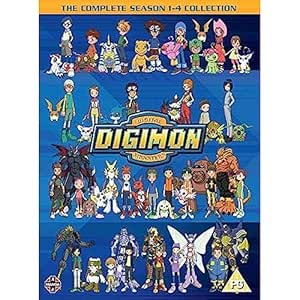 THE COMPLETE SEASON 1-4 COLLECTION
DIGITAL
DIGIMON
MONSTERS
PG